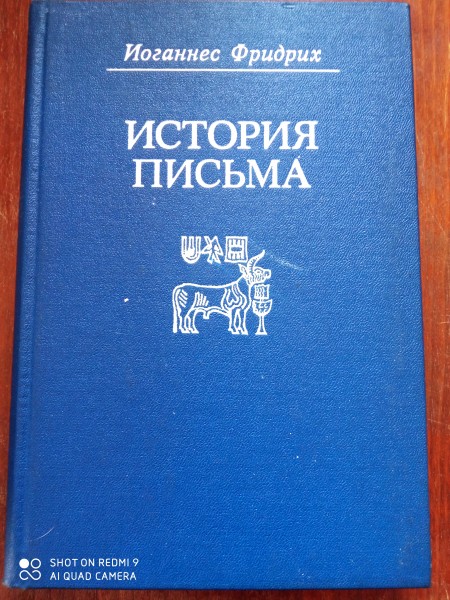 Иоганнес Фридрих
ИСТОРИЯ
ПИСЬМА
SHOT ON REDMI 9
AI QUAD CAMERA